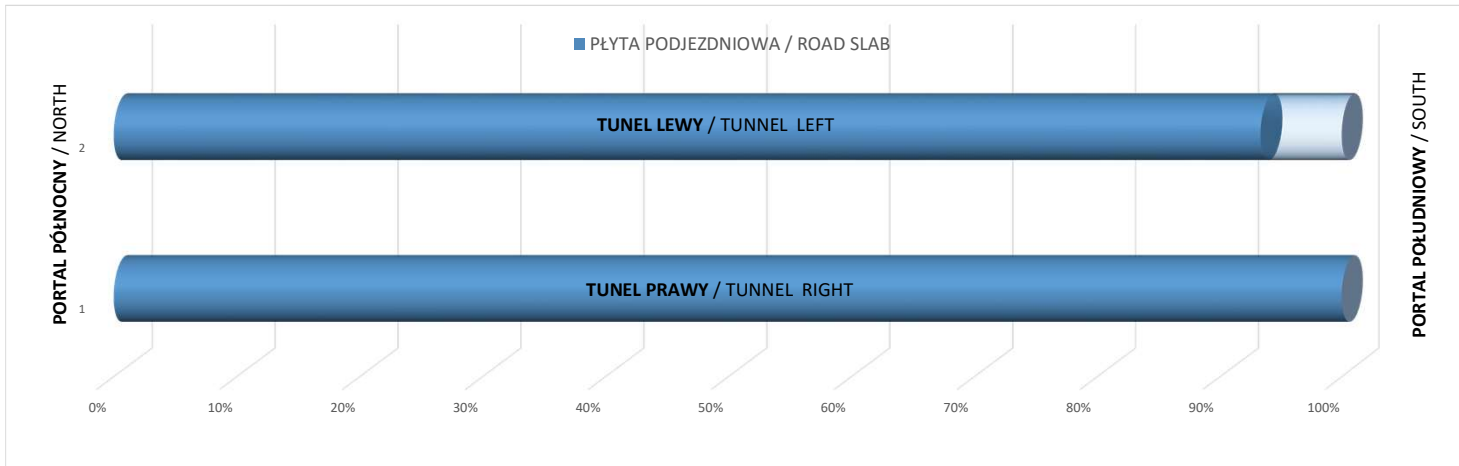 PŁYTA PODJEZDNIOWA / ROAD SLAB
PORTAL PÓŁNOCNY / NORTH
2
TUNEL LEWY / TUNNEL LEFT
PORTAL POŁUDNIOWY / SOUTH
1
TUNEL PRAWY / TUNNEL RIGHT
0% 10% 20% 30% 40% 50% 60% 70% 80% 90% 100%